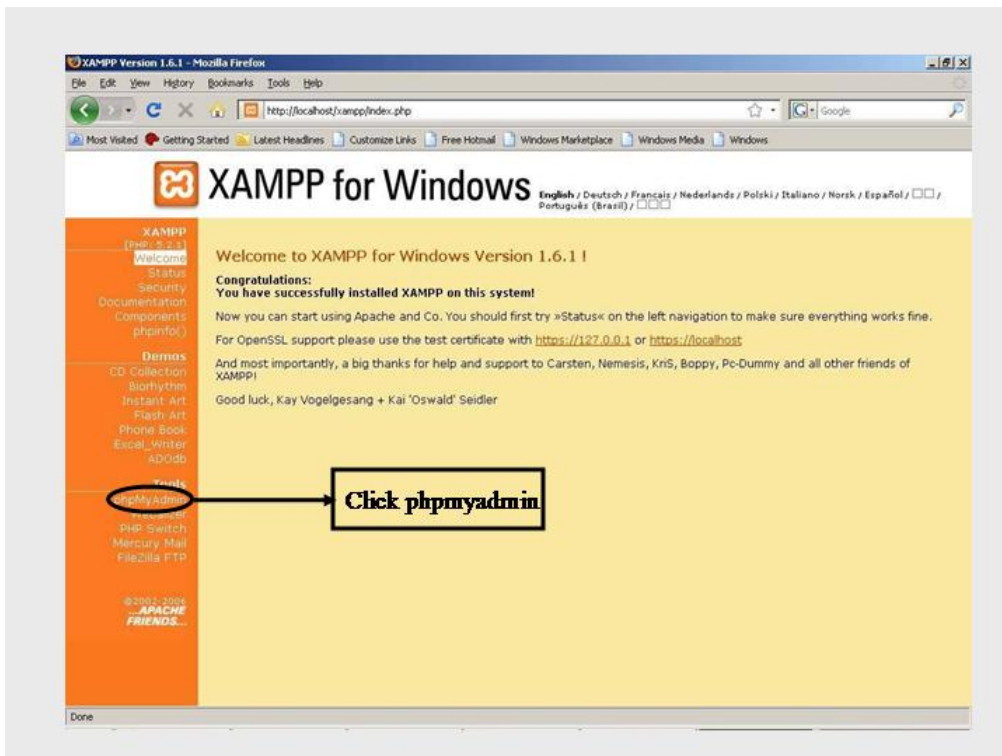 XAMPP Version 1.6.1 - Mozilla Firefox
File Edit View History Bookmarks Tools Help
http://localhost/xampp/index.php
G Google
Most Visited Getting Started Latest Headlines Customize Links Free Hotmail Windows Marketplace Windows Media Windows
XAMPP for Windows
English / Deutsch / Francais / Nederlands / Polski / Italiano / Norsk / Español / □□ /
Português (Brasil) / □□□
XAMPP
[PHP: 5.2.1]
Welcome
Status
Security
Documentation
Components
phpinfo()
Demos
CD Collection
Biorhythm
Instant Art
Flash Art
Phone Book
Excel_Writer
ADOdb
Tools
phpMyAdmin
Webalizer
PHP Switch
Mercury Mail
FileZilla FTP
©2002-2006
...APACHE
FRIENDS...
Welcome to XAMPP for Windows Version 1.6.1 !
Congratulations:
You have successfully installed XAMPP on this system!
Now you can start using Apache and Co. You should first try »Status« on the left navigation to make sure everything works fine.
For OpenSSL support please use the test certificate with https://127.0.0.1 or https://localhost
And most importantly, a big thanks for help and support to Carsten, Nemesis, KriS, Boppy, Pc-Dummy and all other friends of
XAMPP!
Good luck, Kay Vogelgesang + Kai 'Oswald' Seidler
Click phpmyadmin
Done